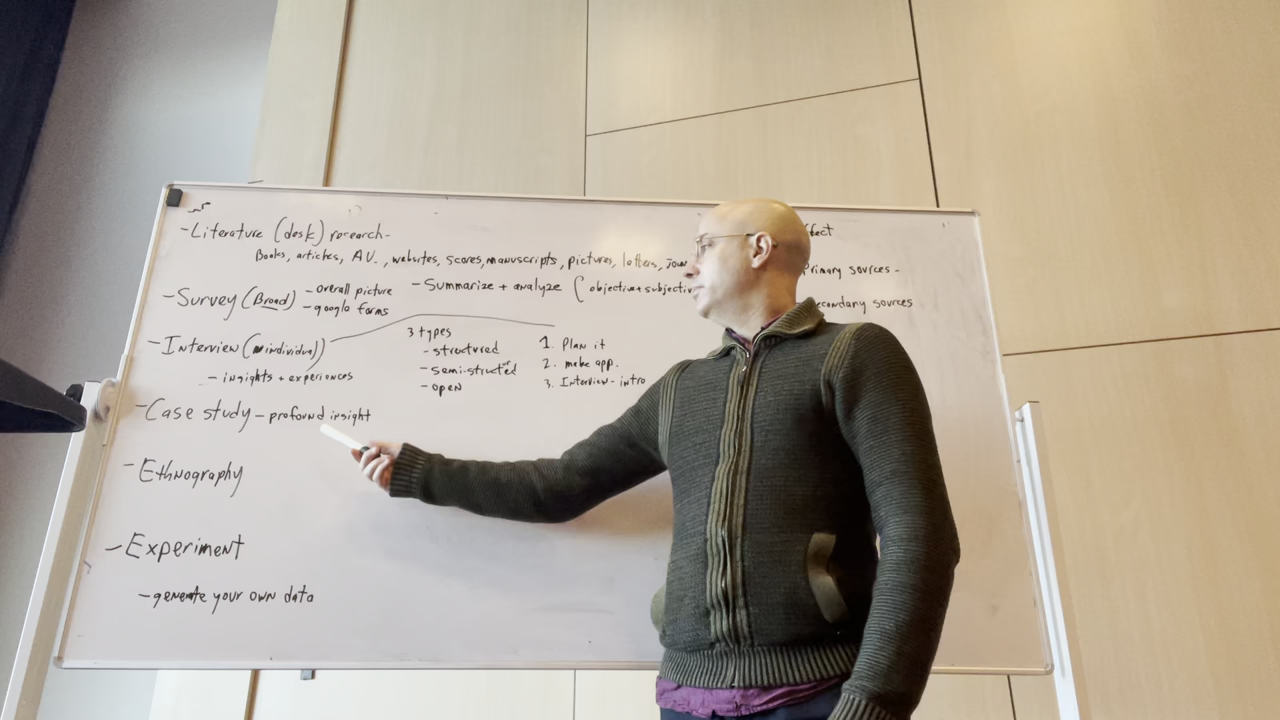 -Literature (desk) research-
Books, articles, AV., websites, scores, manuscripts, pictures, letters,
-Survey (Broad) -overall picture
-google forms
-Summarize + analyze (objective+
-Interview (individual)
-insights + experiences
3 types
-structured
-semi-struct'd
-open
1. Plan it
2. make app.
3. Interview-intro
-Case study - profound insight
-Ethnography
-Experiment
-generate your own data
Primary sources-
sources